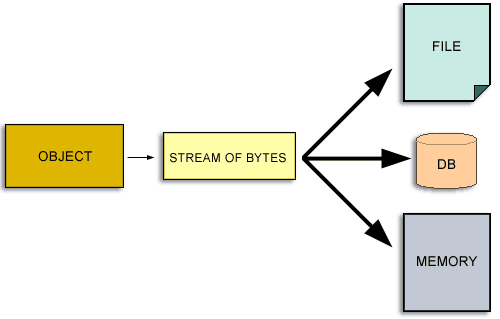 OBJECT
STREAM OF BYTES
FILE
DB
MEMORY